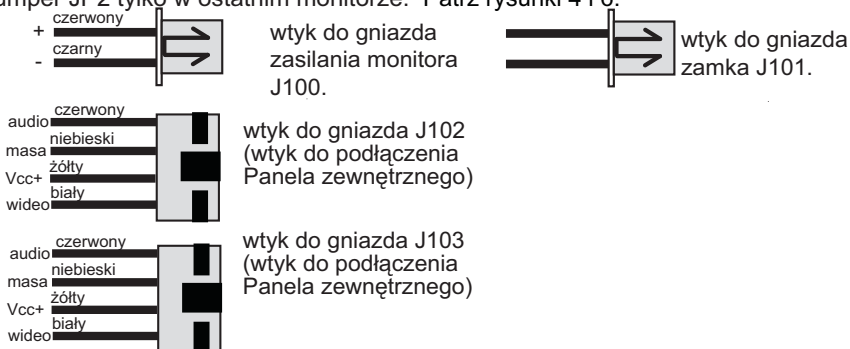 umper JP2 tylko w ostatnim monitorze. Patrz rysunki 4 i 6.
+ czerwony
- czarny
wtyk do gniazda
zasilania monitora
J100.
wtyk do gniazda
zamka J101.
audio czerwony
masa niebieski
Vcc+ żółty
wideo biały
wtyk do gniazda J102
(wtyk do podłączenia
Panela zewnętrznego)
audio czerwony
masa niebieski
Vcc+ żółty
wideo biały
wtyk do gniazda J103
(wtyk do podłączenia
Panela zewnętrznego)